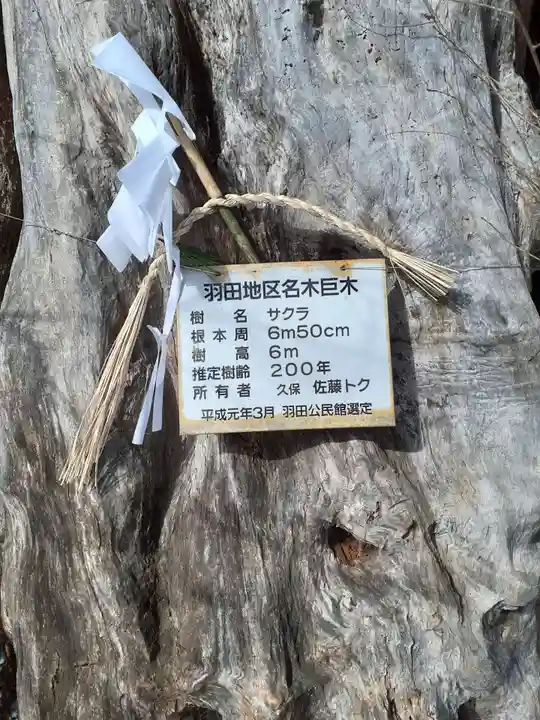 羽田地区名木巨木
樹名 サクラ
根本周 6m50cm
樹高 6m
推定樹齢 200年
所有者 久保 佐藤トク
平成元年3月 羽田公民館選定